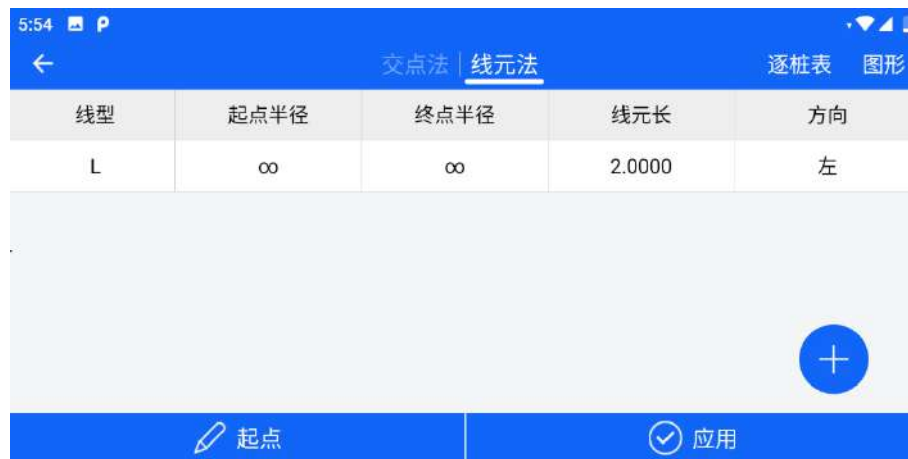 5:54
交点法 | 线元法 逐桩表 图形
线型 起点半径 终点半径 线元长 方向
L ∞ ∞ 2.0000 左
起点 应用